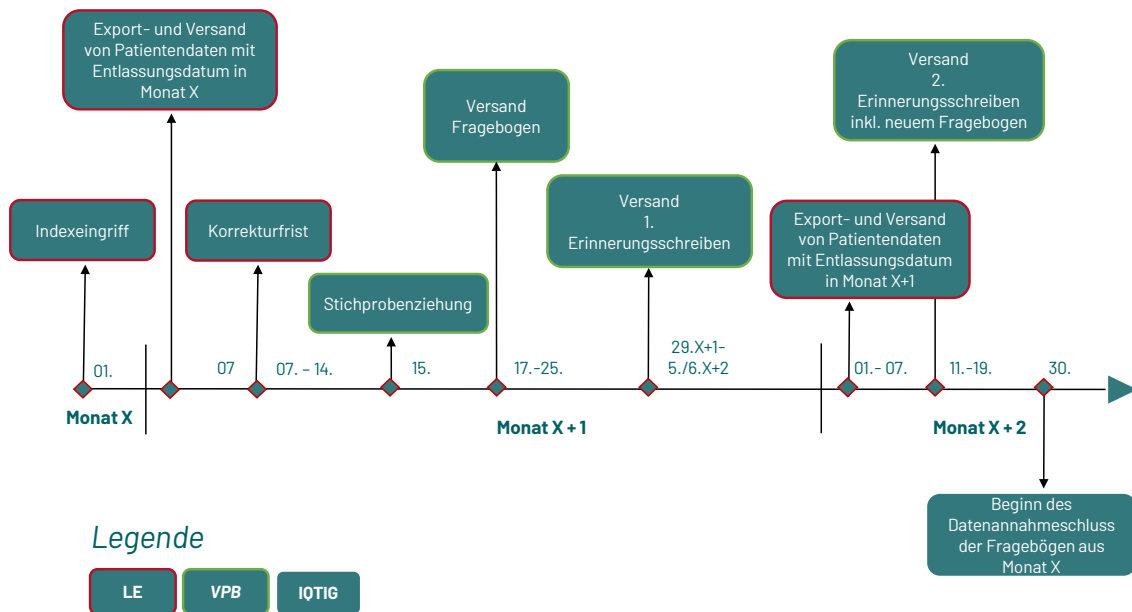 Export- und Versand
von Patientendaten mit
Entlassungsdatum in
Monat X
Versand
2.
Erinnerungsschreiben
inkl. neuem Fragebogen
Versand
Fragebogen
Versand
1.
Erinnerungsschreiben
Indexeingriff
Korrekturfrist
Export- und Versand
von Patientendaten
mit Entlassungsdatum
in Monat X+1
Stichprobenziehung
01.
07
07. – 14.
15.
17.-25.
29.X+1-
5./6.X+2
01.- 07.
11.-19.
30.
Monat X
Monat X + 1
Monat X + 2
Beginn des
Datenannahmeschluss
der Fragebögen aus
Monat X
Legende
LE
VPB
IQTIG